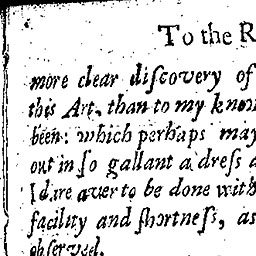 To the R
more clear diſcovery of
this Art, than to my know
been: which perhaps may
out in ſo gallant a dreſs a
I dare aver to be done with
facility and ſhortneſs, as
obſerved.